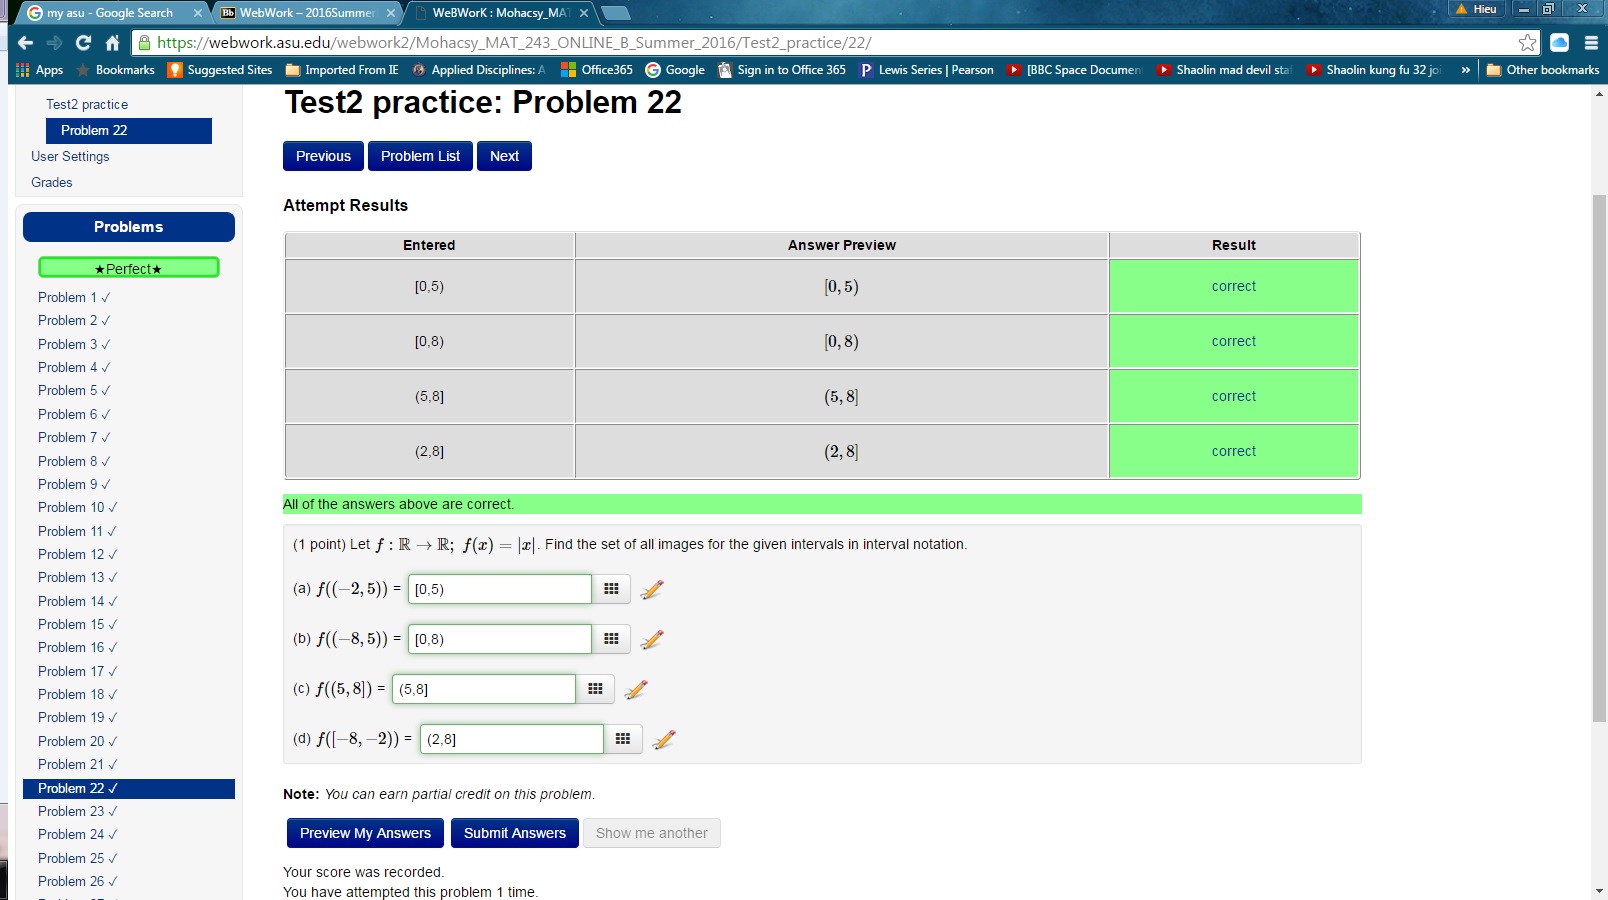 my asu - Google Search
WebWork – 2016Summer
WeBWorK : Mohacsy_MA
Hieu
https://webwork.asu.edu/webwork2/Mohacsy_MAT_243_ONLINE_B_Summer_2016/Test2_practice/22/
Apps Bookmarks Suggested Sites Imported From IE Applied Disciplines: A Office365 Google Sign in to Office 365 Lewis Series | Pearson [BBC Space Documen Shaolin mad devil sta Shaolin kung fu 32 joi » Other bookmarks
Test2 practice
Problem 22
User Settings
Grades
Problems
★Perfect★
Problem 1 ✓
Problem 2 ✓
Problem 3 ✓
Problem 4 ✓
Problem 5 ✓
Problem 6 ✓
Problem 7 ✓
Problem 8 ✓
Problem 9 ✓
Problem 10 ✓
Problem 11 ✓
Problem 12 ✓
Problem 13 ✓
Problem 14 ✓
Problem 15 ✓
Problem 16 ✓
Problem 17 ✓
Problem 18 ✓
Problem 19 ✓
Problem 20 ✓
Problem 21 ✓
Problem 22 ✓
Problem 23 ✓
Problem 24 ✓
Problem 25 ✓
Problem 26 ✓
Test2 practice: Problem 22
Previous Problem List Next
Attempt Results
Entered Answer Preview Result
[0,5) [0, 5) correct
[0,8) [0, 8) correct
(5,8] (5, 8] correct
(2,8] (2, 8] correct
All of the answers above are correct.
(1 point) Let f : ℝ → ℝ; f(x) = |x|. Find the set of all images for the given intervals in interval notation.
(a) f((−2, 5)) = [0,5)
(b) f((−8, 5)) = [0,8)
(c) f((5, 8]) = (5,8]
(d) f([−8, −2)) = (2,8]
Note: You can earn partial credit on this problem.
Preview My Answers Submit Answers Show me another
Your score was recorded.
You have attempted this problem 1 time.